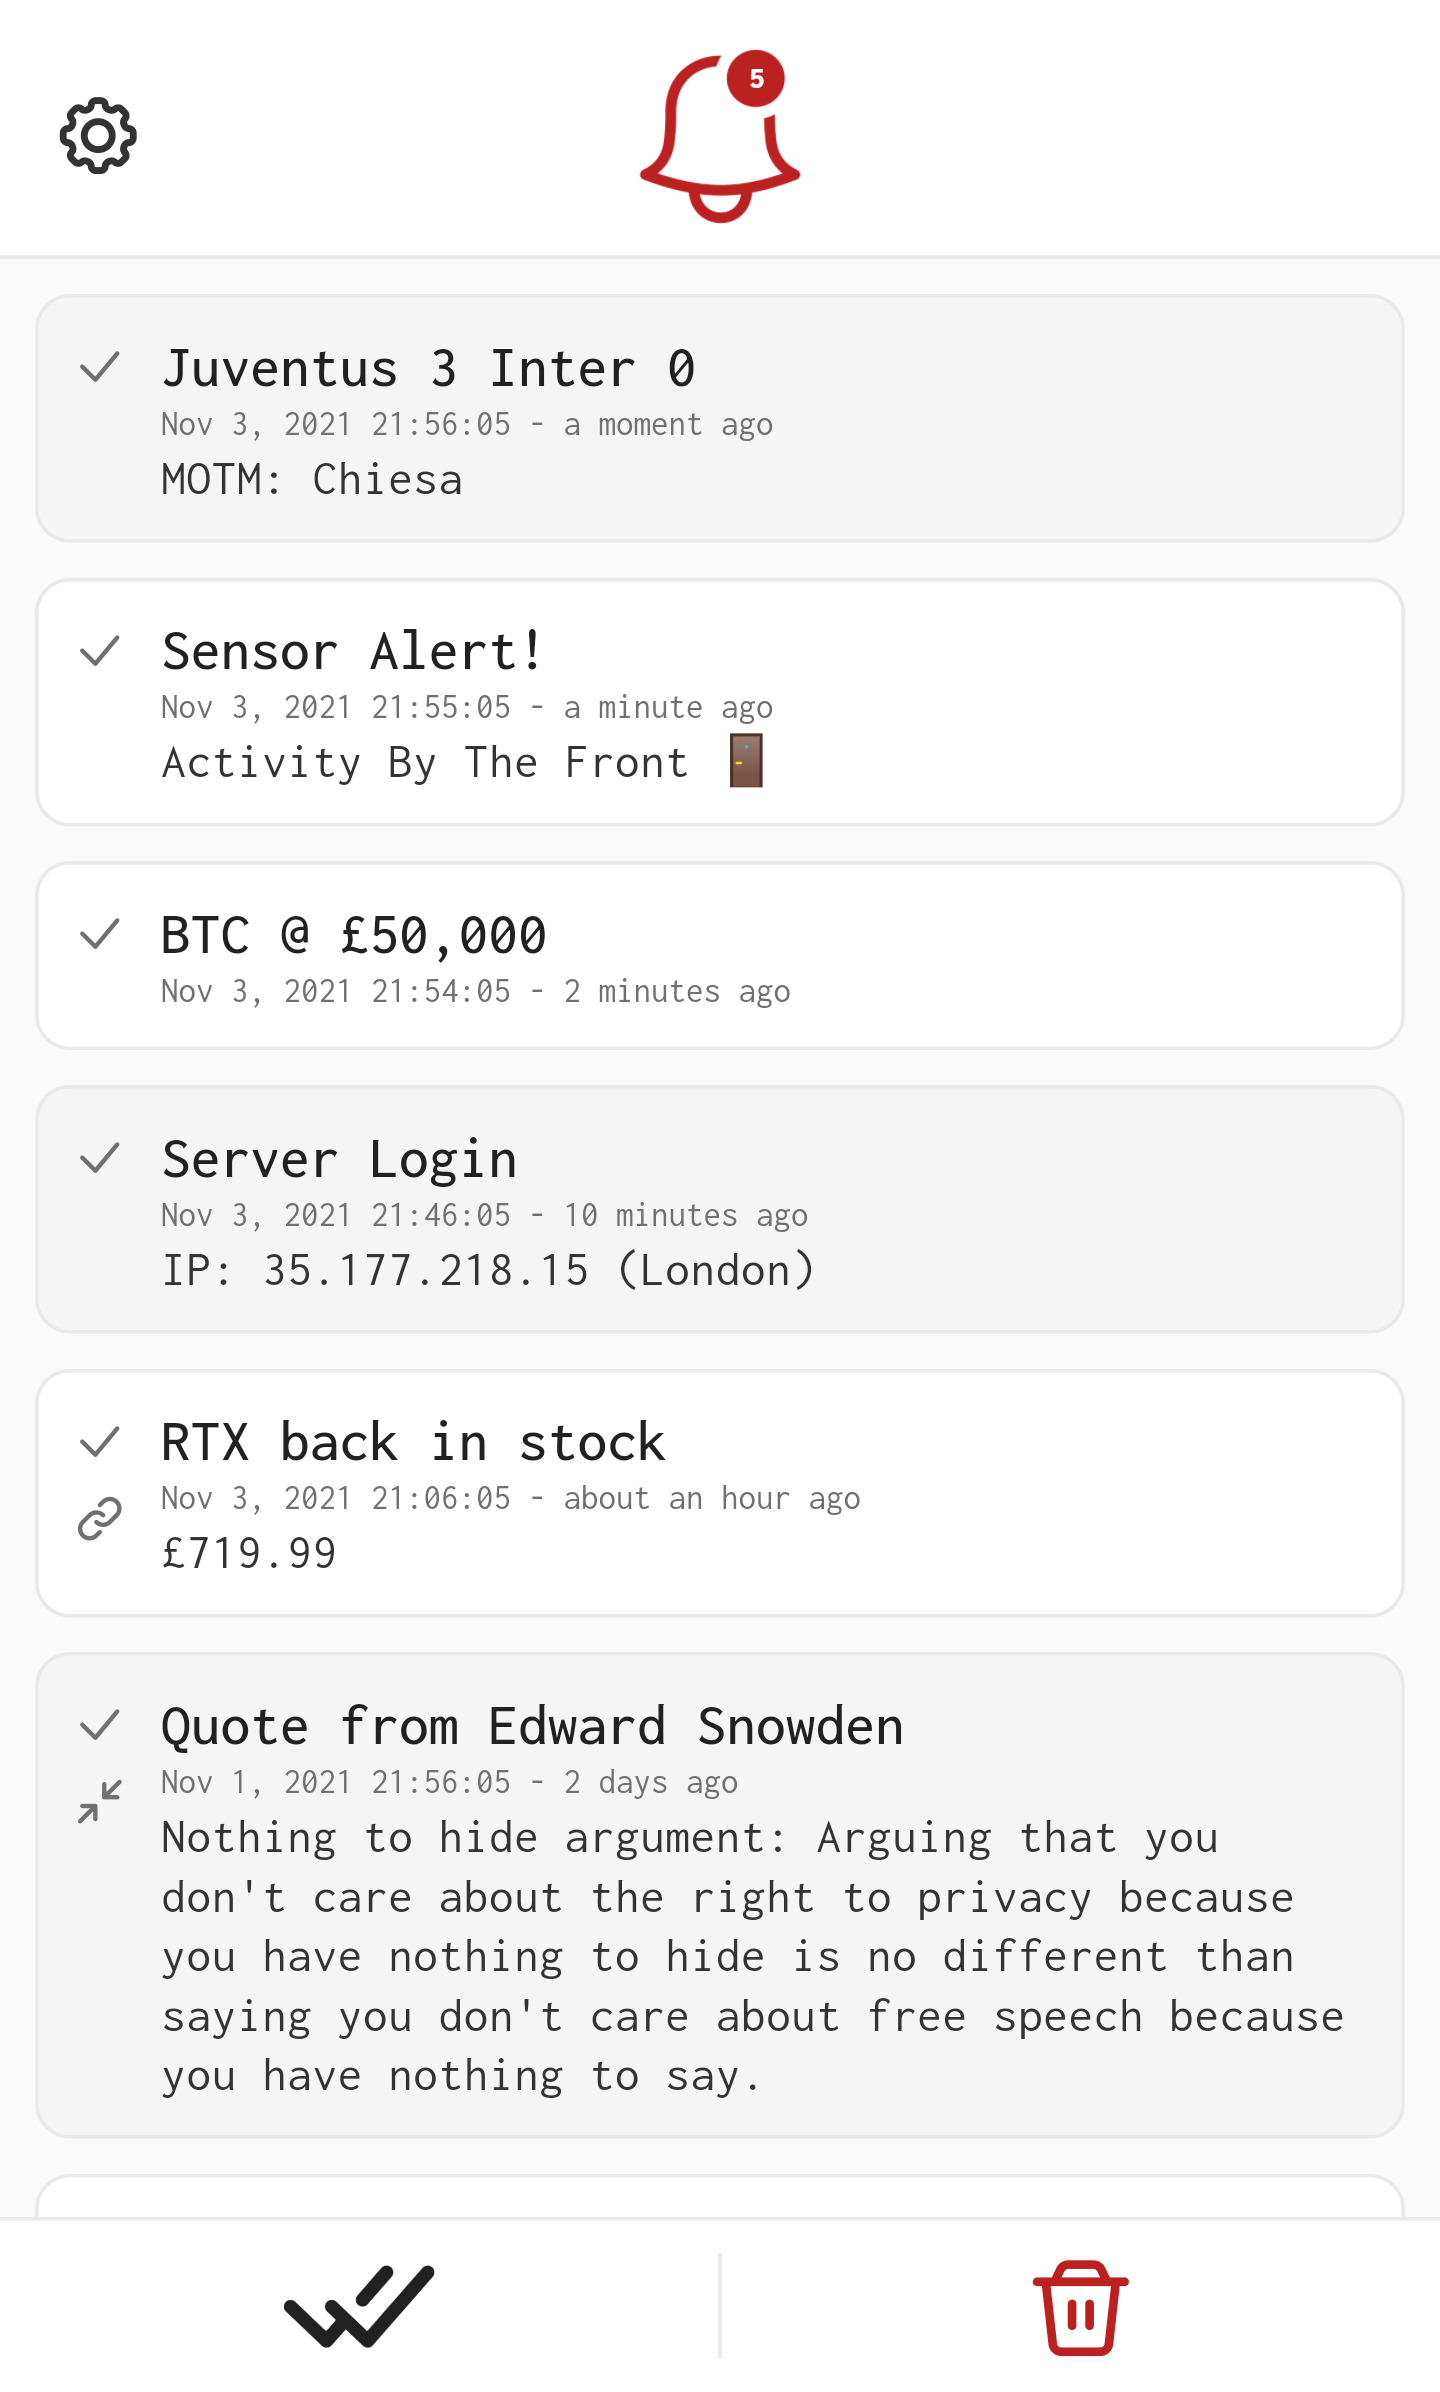 5
Juventus 3 Inter 0
Nov 3, 2021 21:56:05 - a moment ago
MOTM: Chiesa
Sensor Alert!
Nov 3, 2021 21:55:05 - a minute ago
Activity By The Front 🚪
BTC @ £50,000
Nov 3, 2021 21:54:05 - 2 minutes ago
Server Login
Nov 3, 2021 21:46:05 - 10 minutes ago
IP: 35.177.218.15 (London)
RTX back in stock
Nov 3, 2021 21:06:05 - about an hour ago
£719.99
Quote from Edward Snowden
Nov 1, 2021 21:56:05 - 2 days ago
Nothing to hide argument: Arguing that you
don't care about the right to privacy because
you have nothing to hide is no different than
saying you don't care about free speech because
you have nothing to say.